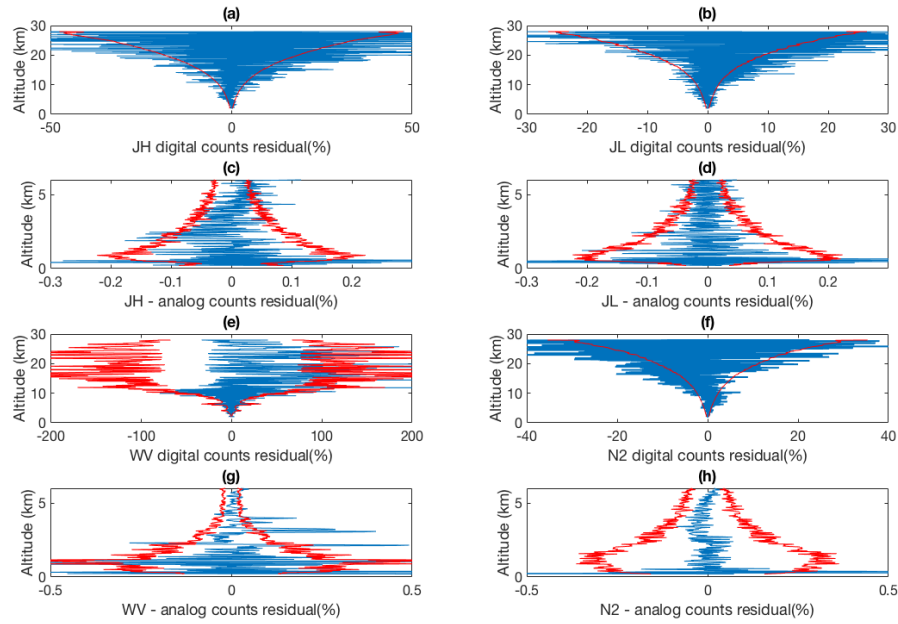 (a)
30
20
10
0
Altitude (km)
-50
0
50
JH digital counts residual(%)
(b)
30
20
10
0
Altitude (km)
-30
-20
-10
0
10
20
30
JL digital counts residual(%)
(c)
5
0
Altitude (km)
-0.3
-0.2
-0.1
0
0.1
0.2
JH - analog counts residual(%)
(d)
5
0
Altitude (km)
-0.3
-0.2
-0.1
0
0.1
0.2
JL - analog counts residual(%)
(e)
30
20
10
0
Altitude (km)
-200
-100
0
100
200
WV digital counts residual(%)
(f)
30
20
10
0
Altitude (km)
-40
-20
0
20
40
N2 digital counts residual(%)
(g)
5
0
Altitude (km)
-0.5
0
0.5
WV - analog counts residual(%)
(h)
5
0
Altitude (km)
-0.5
0
0.5
N2 - analog counts residual(%)